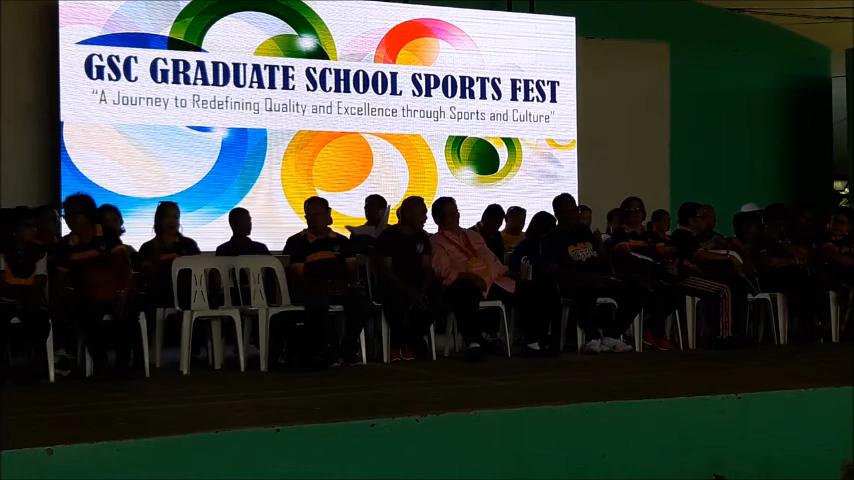 GSC GRADUATE SCHOOL SPORTS FEST
"A Journey to Redefining Quality and Excellence through Sports and Culture"